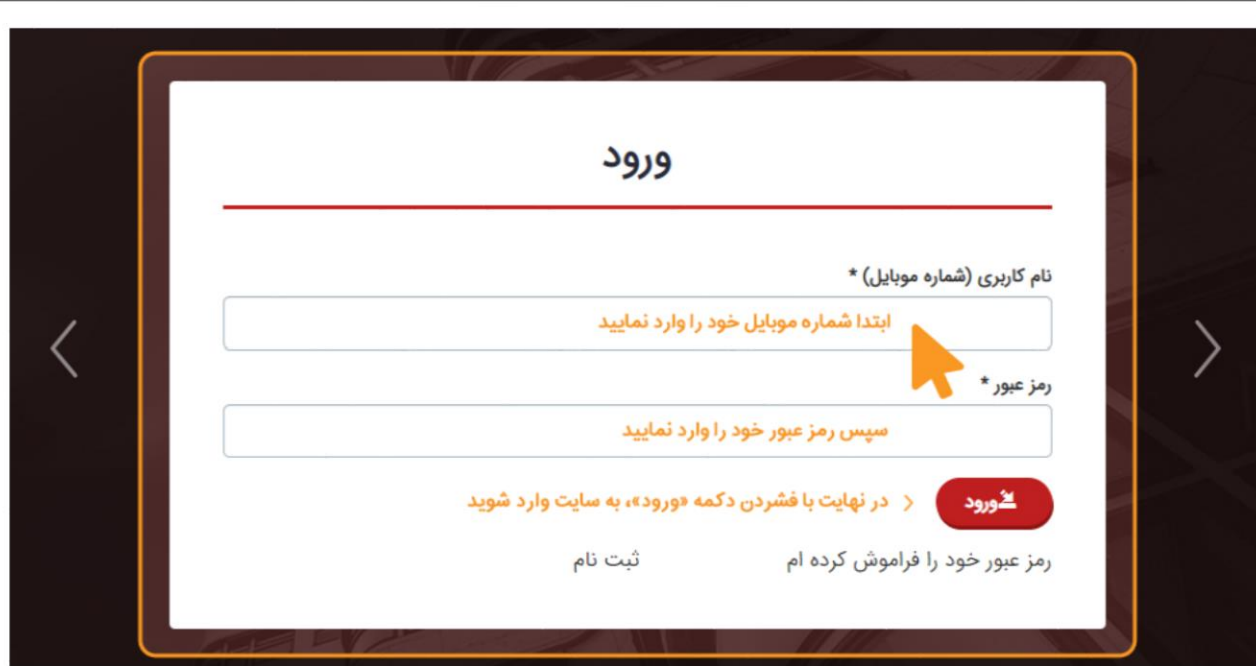 ورود
نام کاربری (شماره موبایل) *
ابتدا شماره موبایل خود را وارد نمایید
رمز عبور *
سپس رمز عبور خود را وارد نمایید
ورود > در نهایت با فشردن دکمه «ورود»، به سایت وارد شوید
رمز عبور خود را فراموش کرده ام ثبت نام